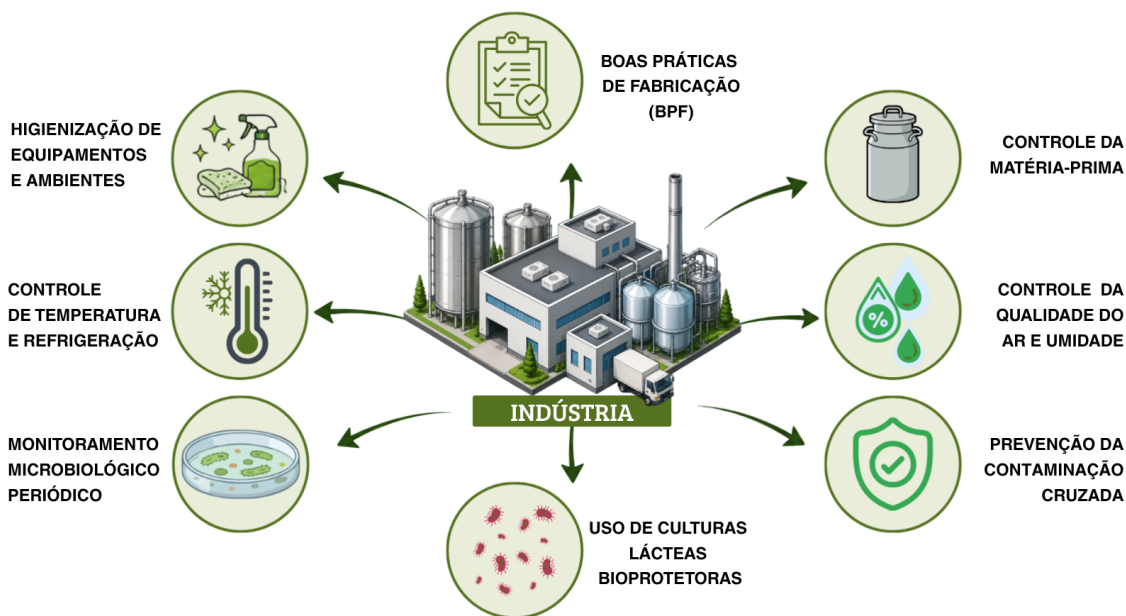 BOAS PRÁTICAS
DE FABRICAÇÃO
(BPF)
HIGIENIZAÇÃO DE
EQUIPAMENTOS
E AMBIENTES
CONTROLE DA
MATÉRIA-PRIMA
CONTROLE
DE TEMPERATURA
E REFRIGERAÇÃO
CONTROLE DA
QUALIDADE DO
AR E UMIDADE
%
INDÚSTRIA
MONITORAMENTO
MICROBIOLÓGICO
PERIÓDICO
PREVENÇÃO DA
CONTAMINAÇÃO
CRUZADA
USO DE CULTURAS
LÁCTEAS
BIOPROTETORAS